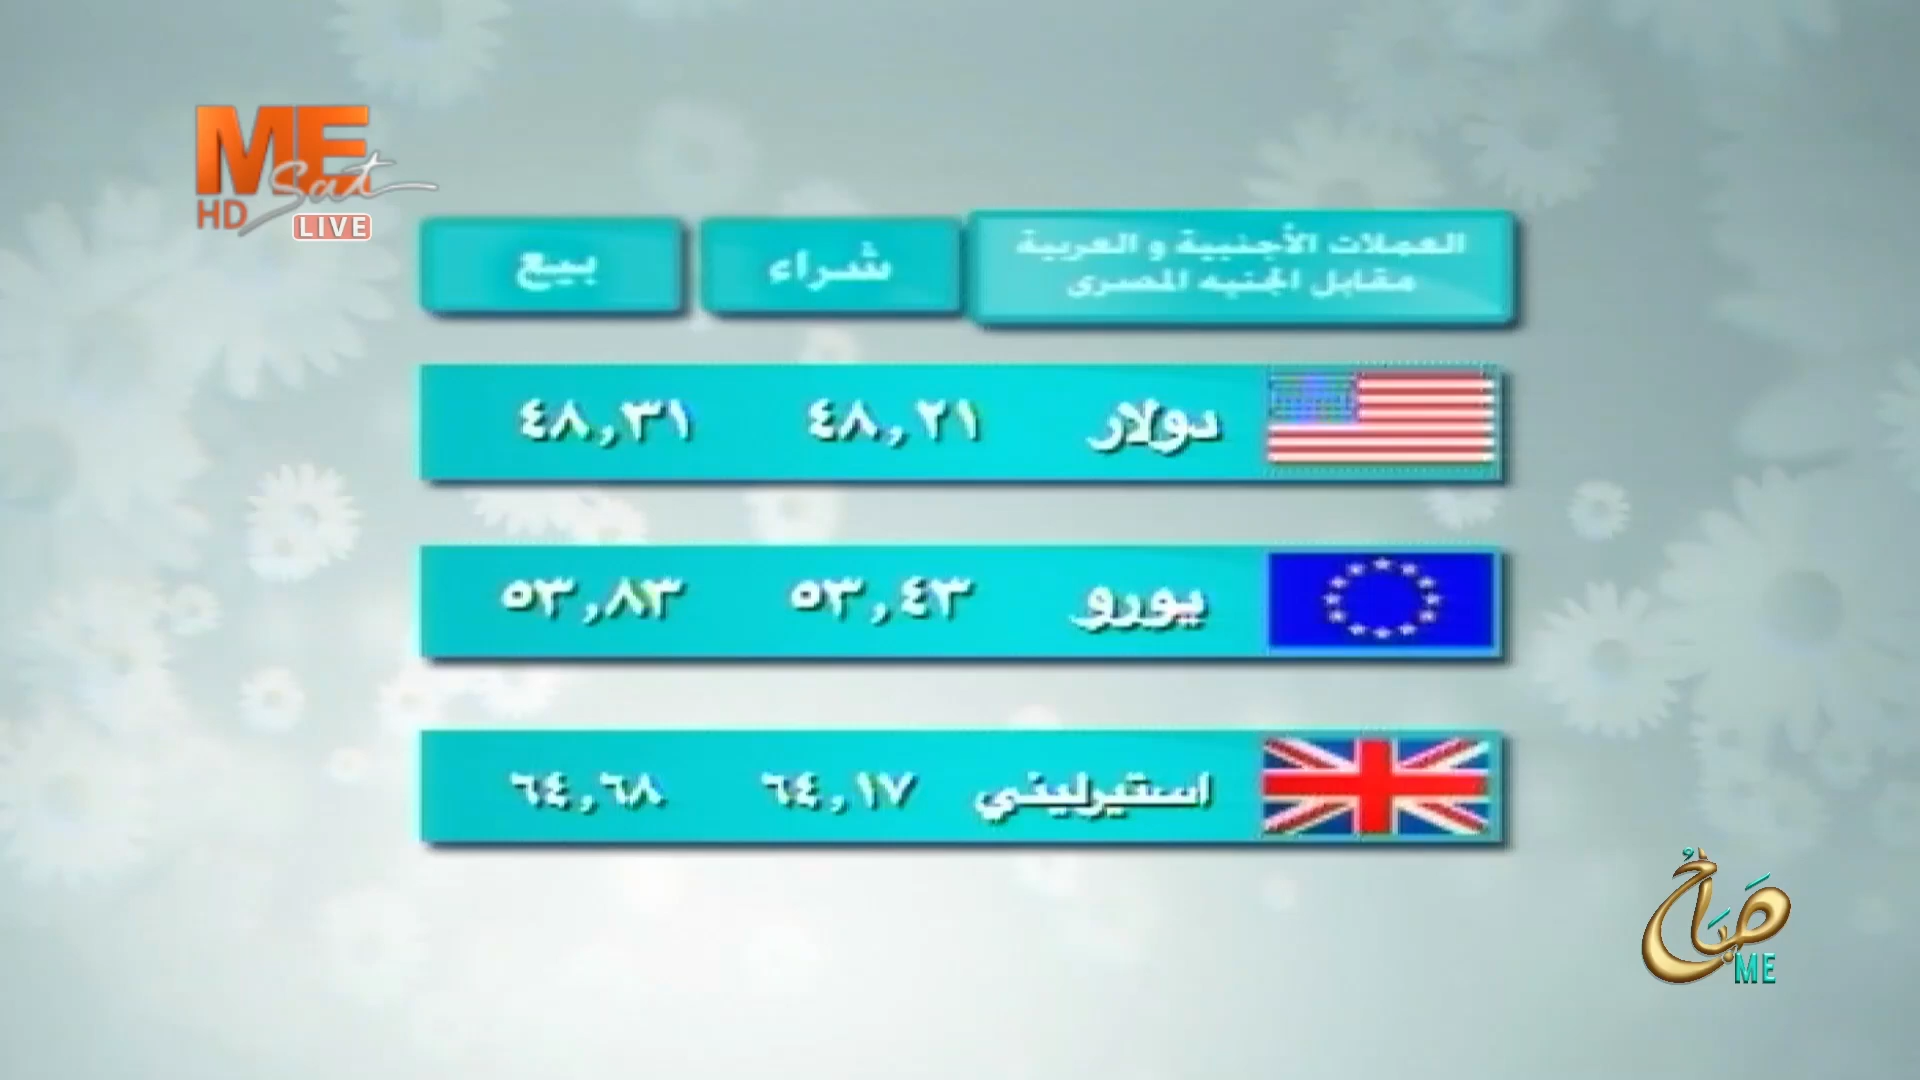 ME
Sat
HD
LIVE
العملات الأجنبية و العربية
مقابل الجنيه المصرى
شراء
بيع
دولار ٤٨,٢١ ٤٨,٣١
يورو ٥٣,٤٣ ٥٣,٨٣
استيرليني ٦٤,١٧ ٦٤,٦٨
صَبَاحُ
ME